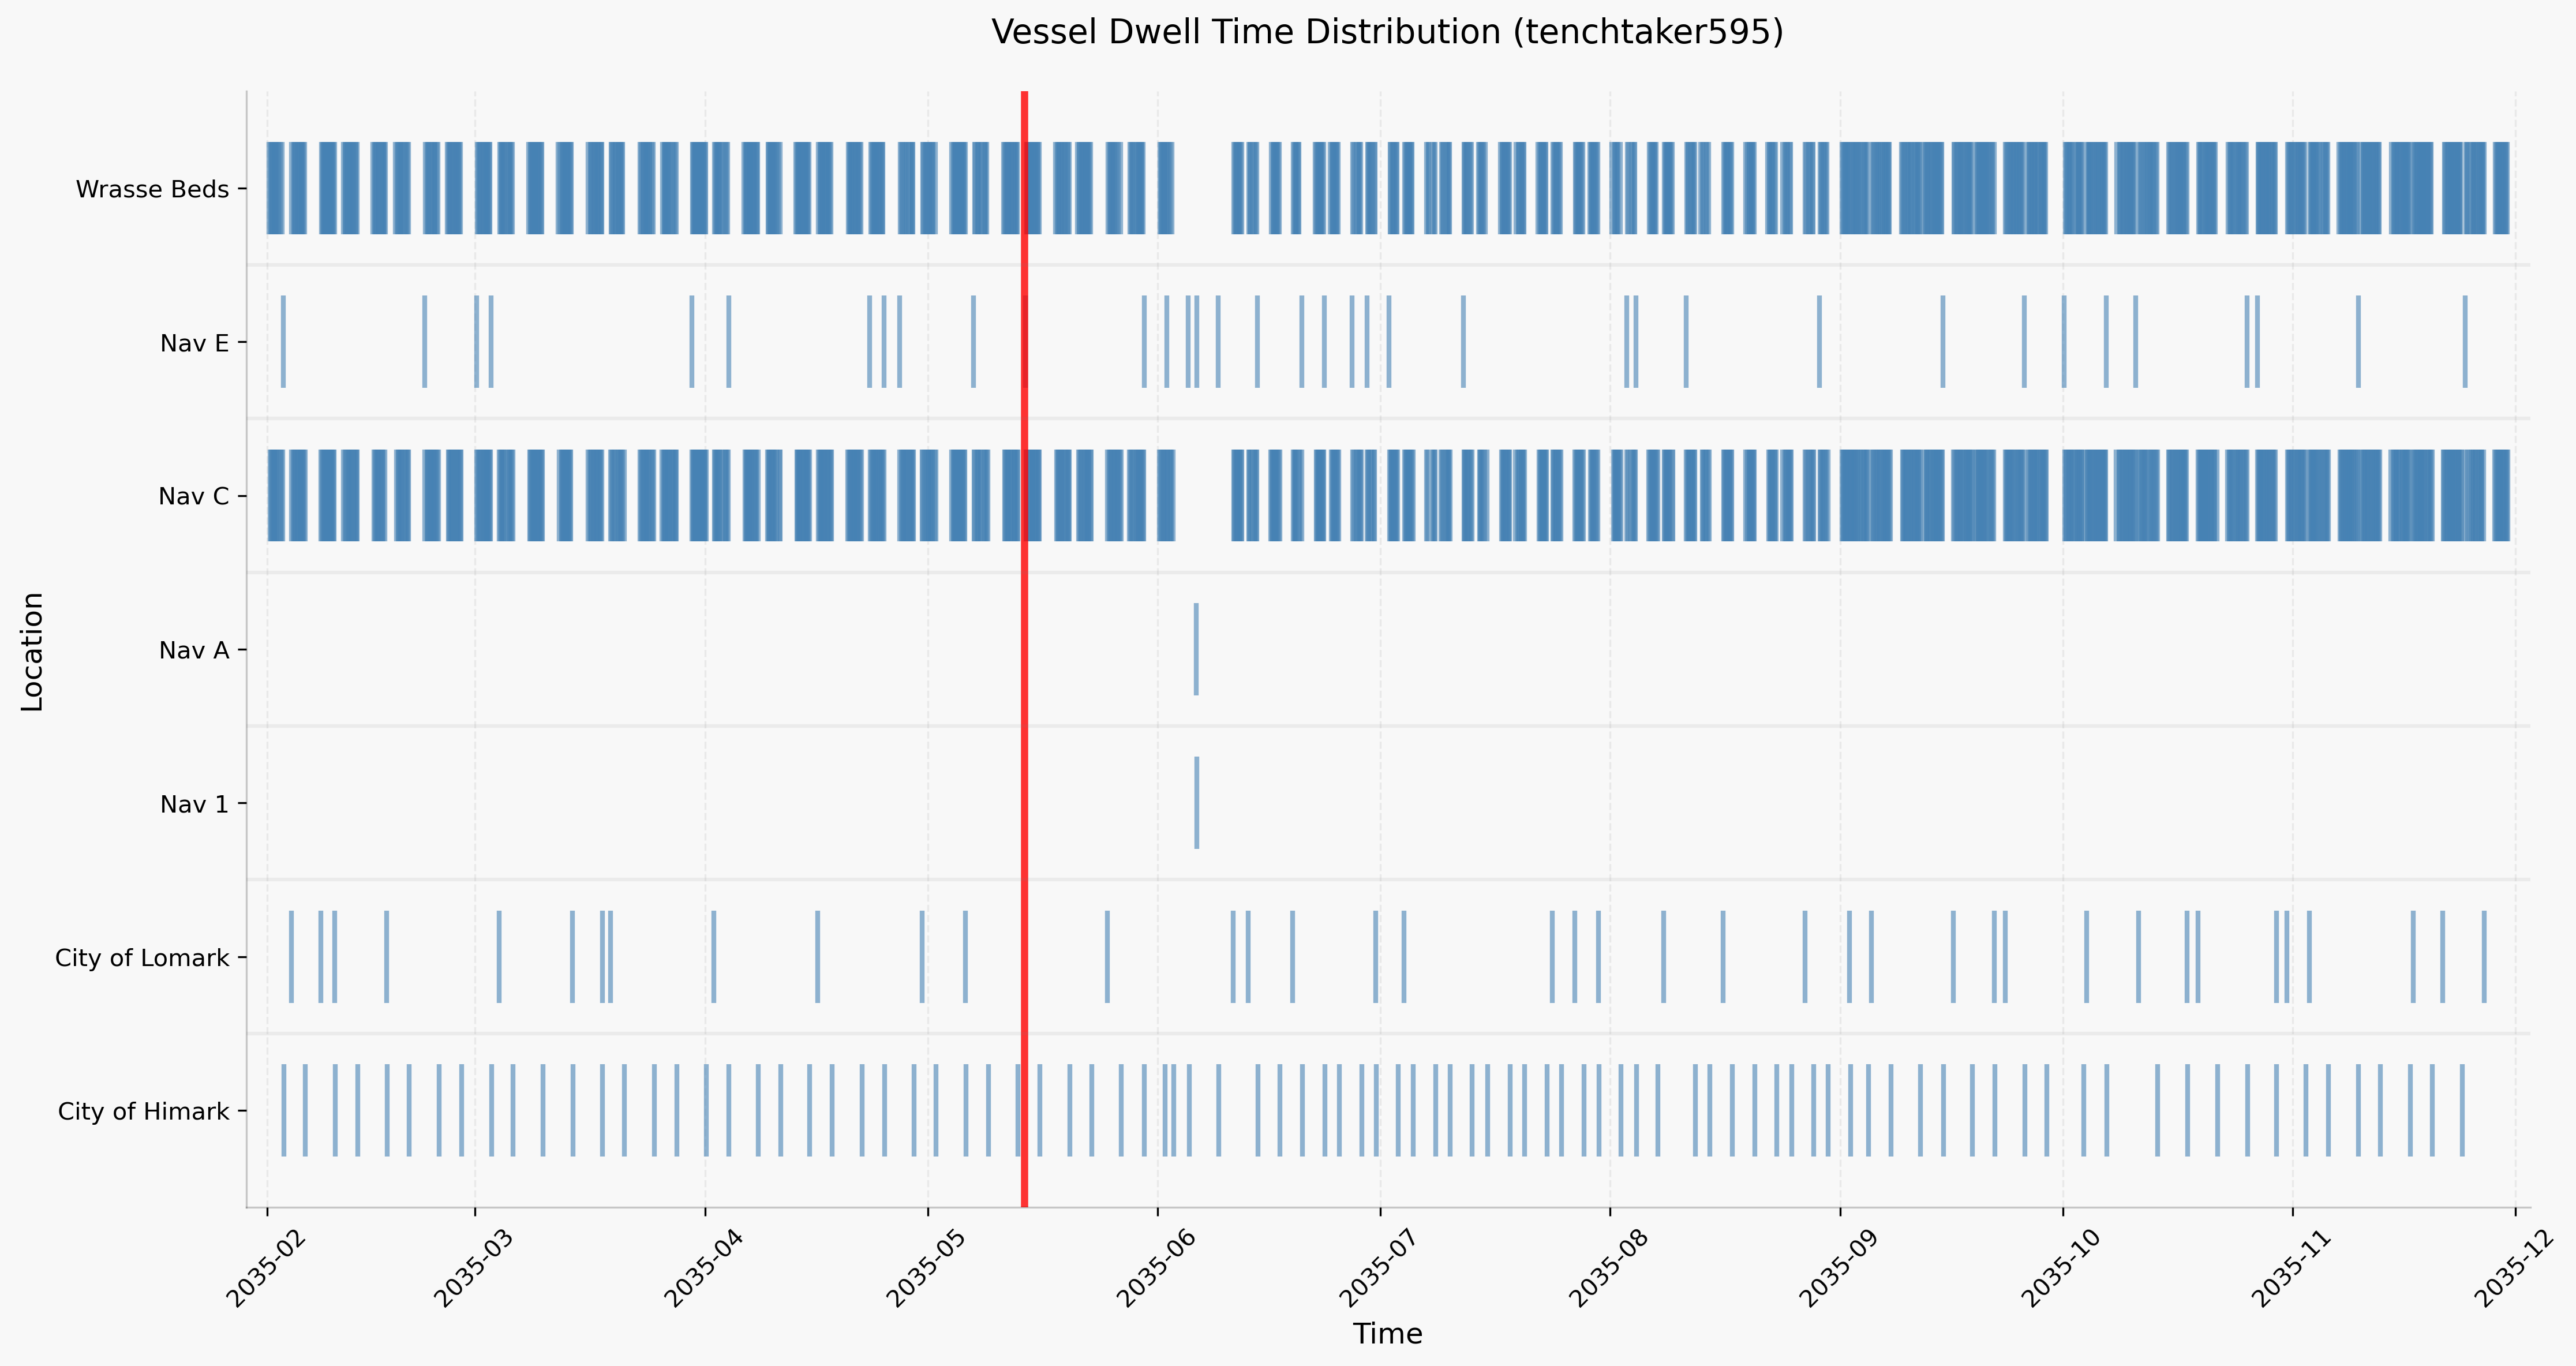 Vessel Dwell Time Distribution (tenchtaker595)
Location
Wrasse Beds
Nav E
Nav C
Nav A
Nav 1
City of Lomark
City of Himark
2035-02
2035-03
2035-04
2035-05
2035-06
2035-07
2035-08
2035-09
2035-10
2035-11
2035-12
Time